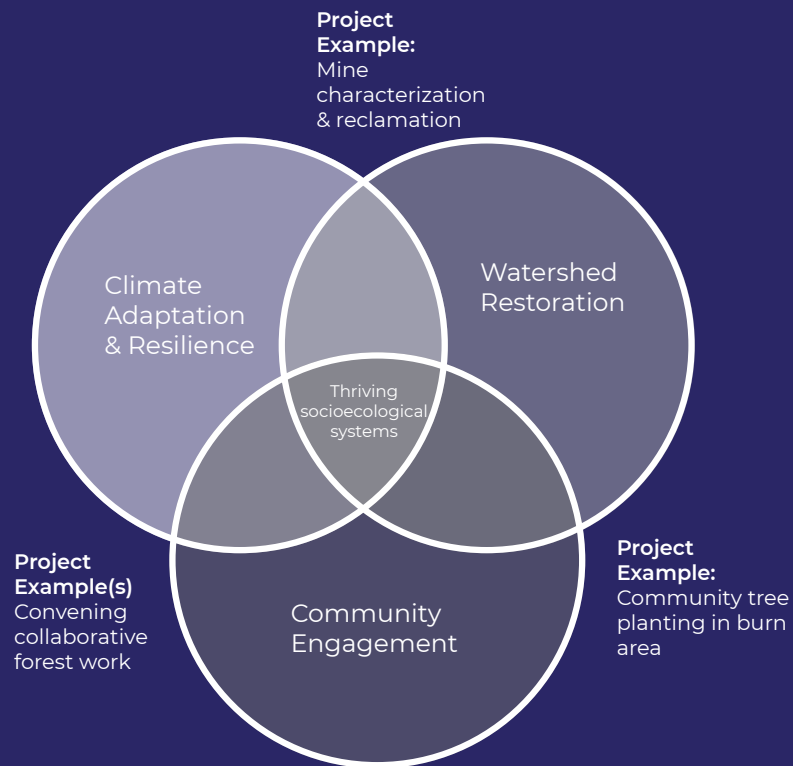 Project
Example:
Mine
characterization
& reclamation
Climate
Adaptation
& Resilience
Watershed
Restoration
Thriving
socioecological
systems
Project
Example(s)
Convening
collaborative
forest work
Community
Engagement
Project
Example:
Community tree
planting in burn
area